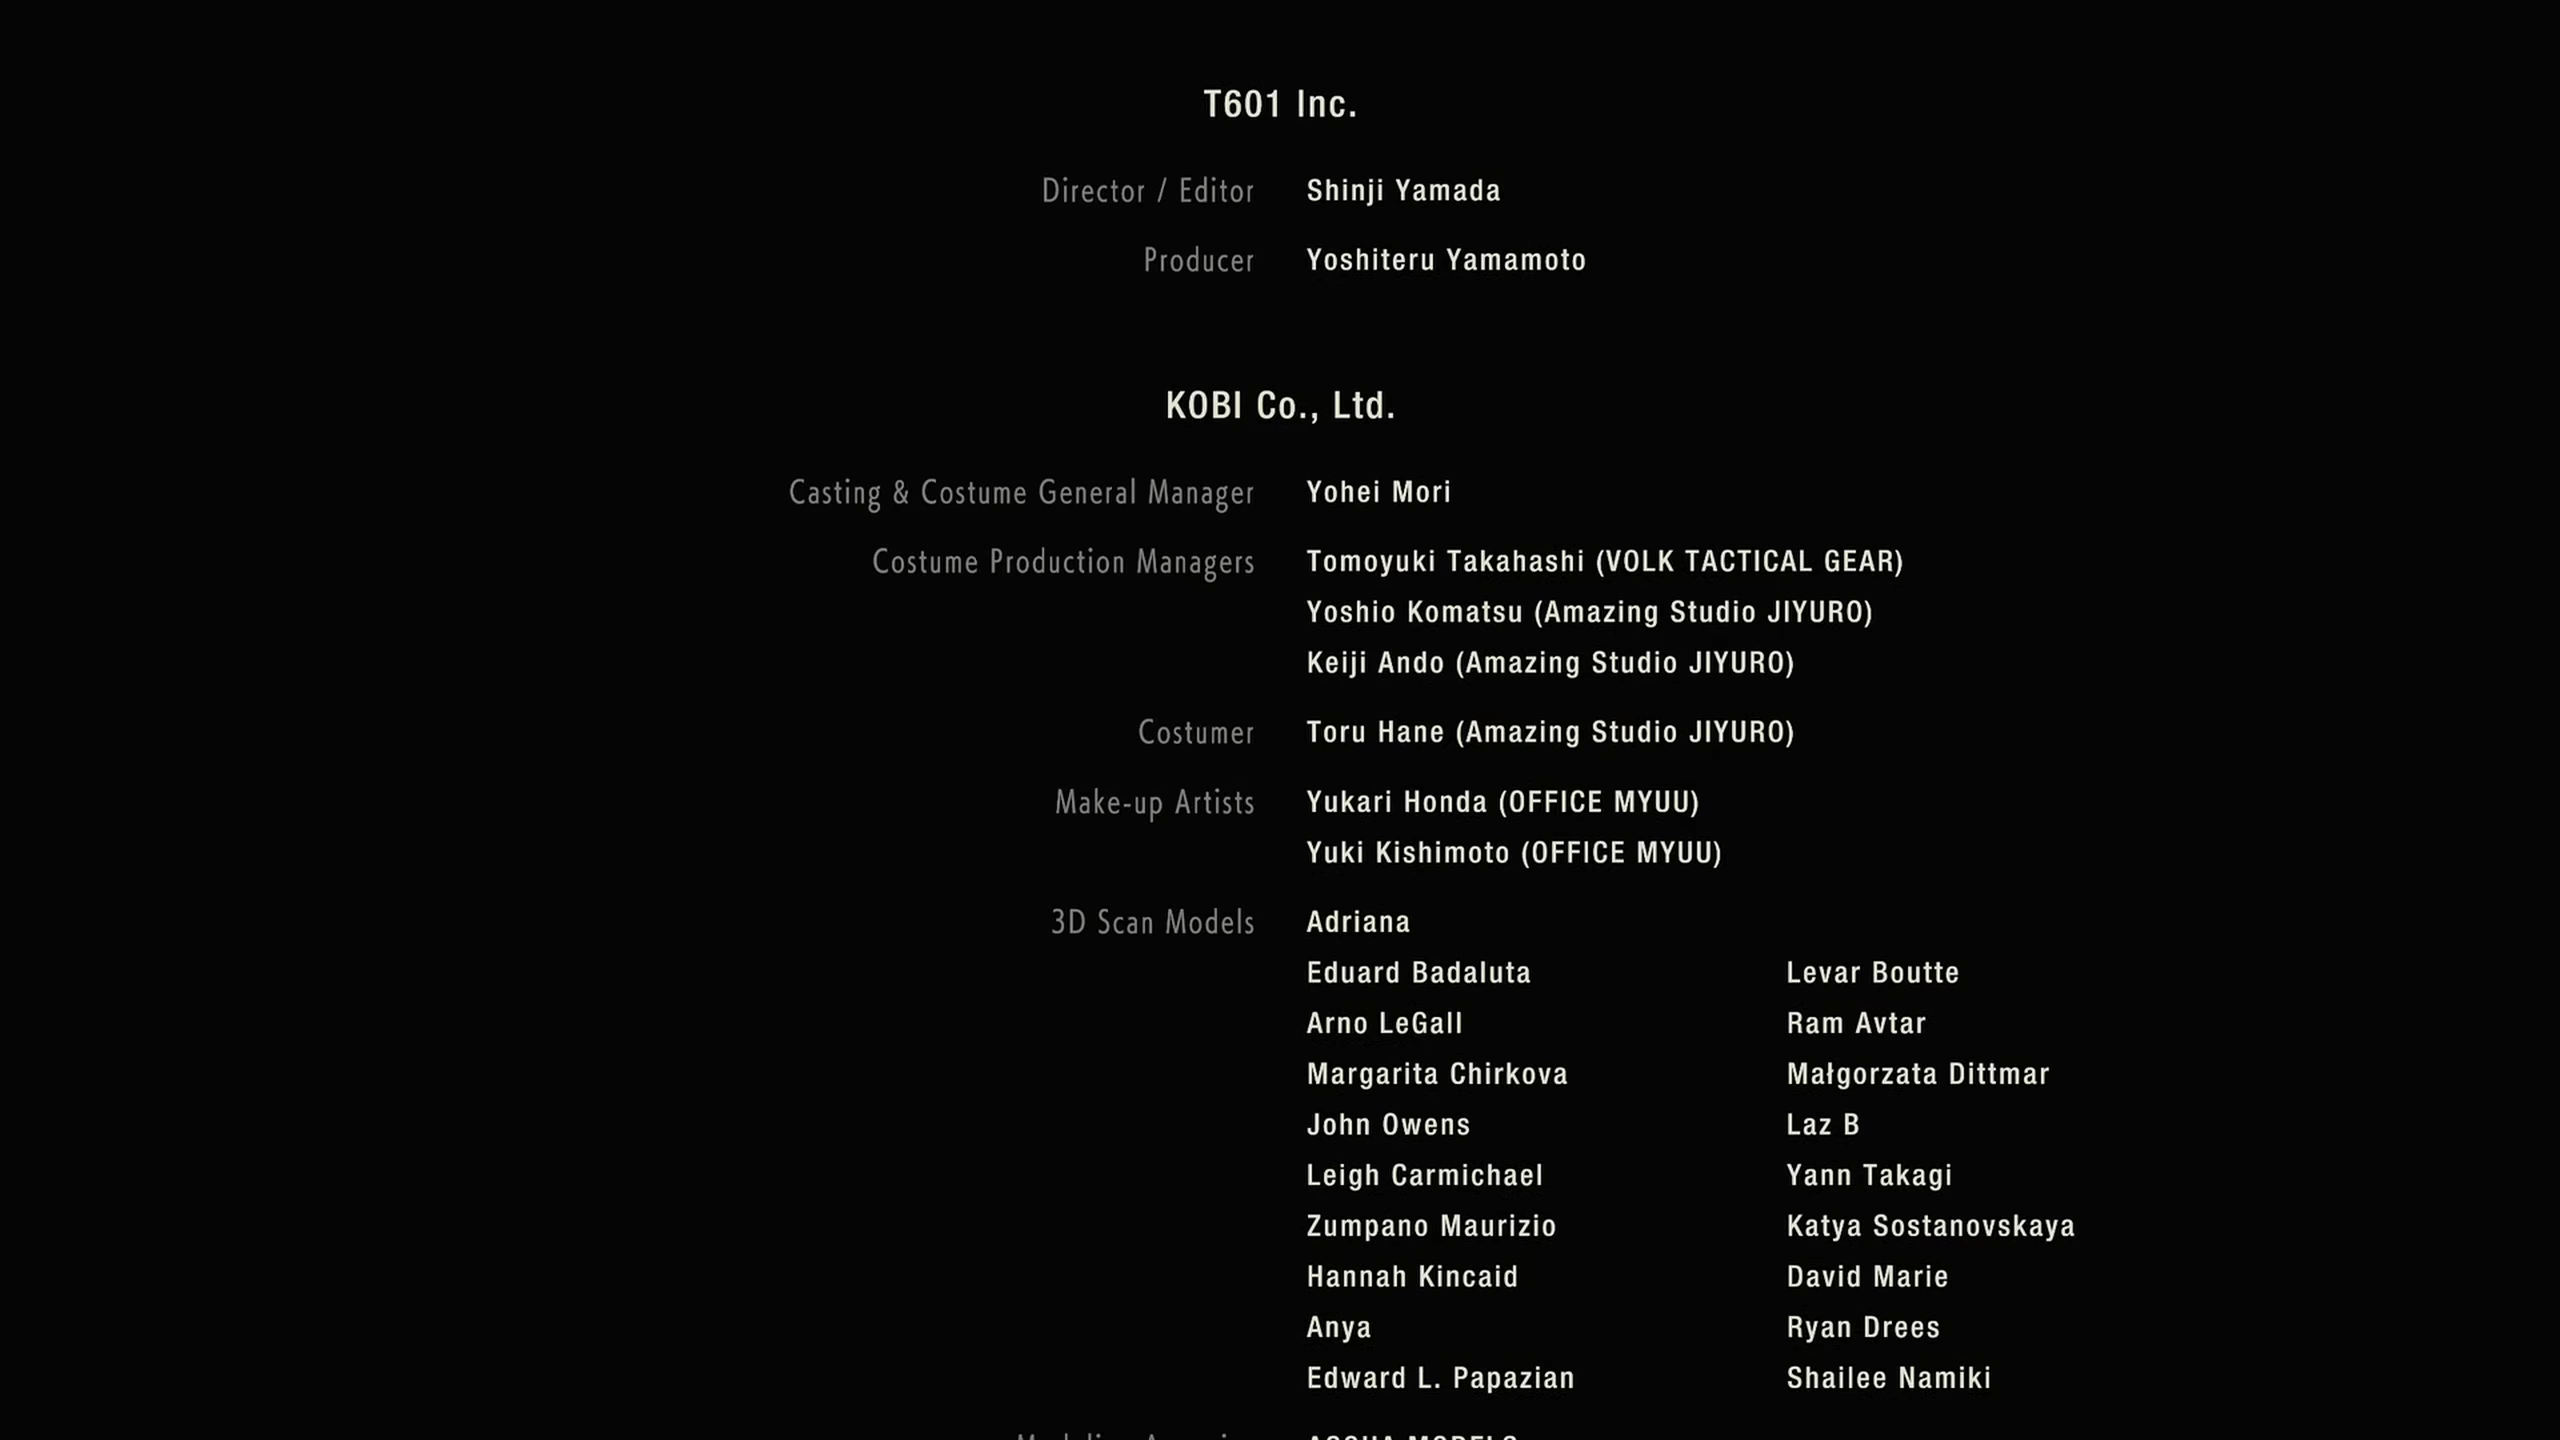 T601 Inc.
Director / Editor Shinji Yamada
Producer Yoshiteru Yamamoto
KOBI Co., Ltd.
Casting & Costume General Manager Yohei Mori
Costume Production Managers Tomoyuki Takahashi (VOLK TACTICAL GEAR)
Yoshio Komatsu (Amazing Studio JIYURO)
Keiji Ando (Amazing Studio JIYURO)
Costumer Toru Hane (Amazing Studio JIYURO)
Make-up Artists Yukari Honda (OFFICE MYUU)
Yuki Kishimoto (OFFICE MYUU)
3D Scan Models Adriana
Eduard Badaluta Levar Boutte
Arno LeGall Ram Avtar
Margarita Chirkova Małgorzata Dittmar
John Owens Laz B
Leigh Carmichael Yann Takagi
Zumpano Maurizio Katya Sostanovskaya
Hannah Kincaid David Marie
Anya Ryan Drees
Edward L. Papazian Shailee Namiki